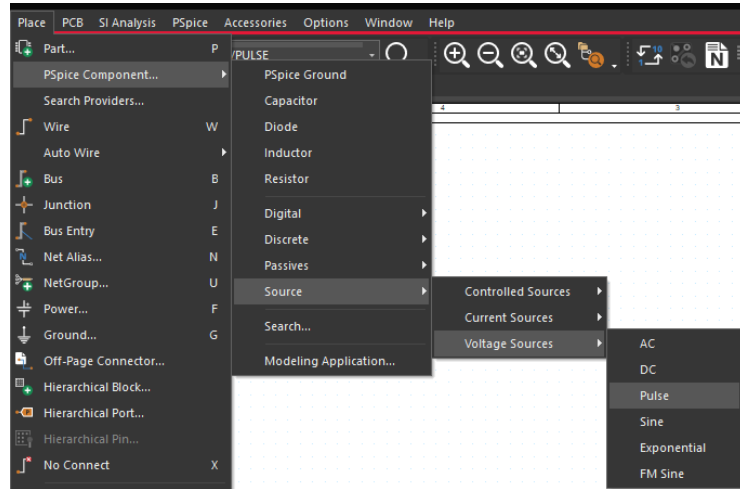 Place PCB SI Analysis PSpice Accessories Options Window Help
Part... P
/PULSE
PSpice Component...
Search Providers...
Wire W
Auto Wire
Bus B
Junction J
Bus Entry E
Net Alias... N
NetGroup... U
Power... F
Ground... G
Off-Page Connector...
Hierarchical Block...
Hierarchical Port...
Hierarchical Pin...
No Connect X
PSpice Ground
Capacitor
Diode
Inductor
Resistor
Digital
Discrete
Passives
Source
Search...
Modeling Application...
Controlled Sources
Current Sources
Voltage Sources
AC
DC
Pulse
Sine
Exponential
FM Sine
4
3
10
1
N